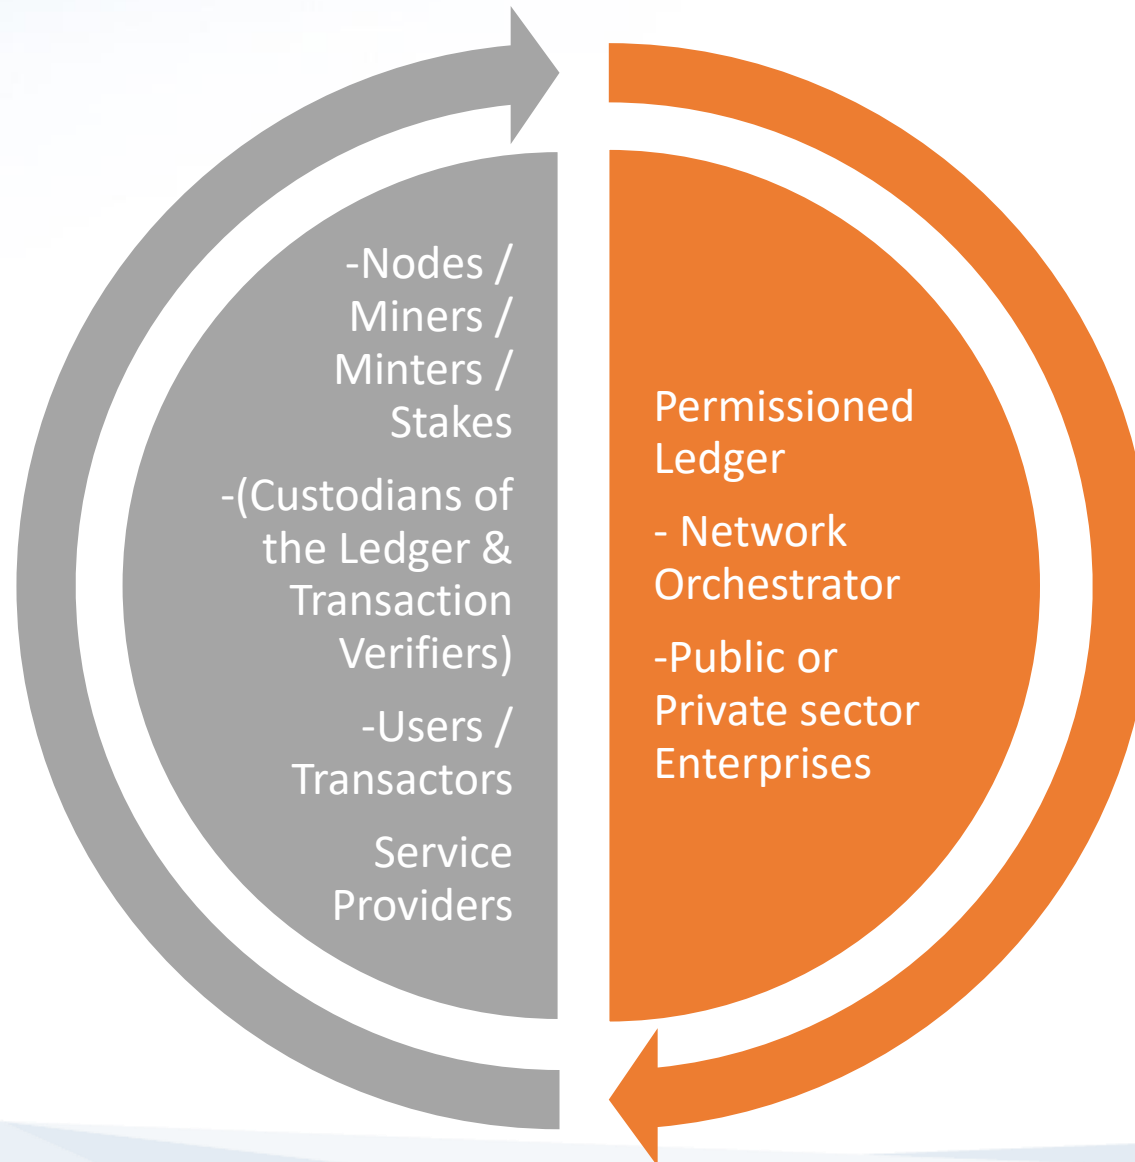 -Nodes /
Miners /
Minters /
Stakes
-(Custodians of
the Ledger &
Transaction
Verifiers)
-Users /
Transactors
Service
Providers
Permissioned
Ledger
- Network
Orchestrator
-Public or
Private sector
Enterprises